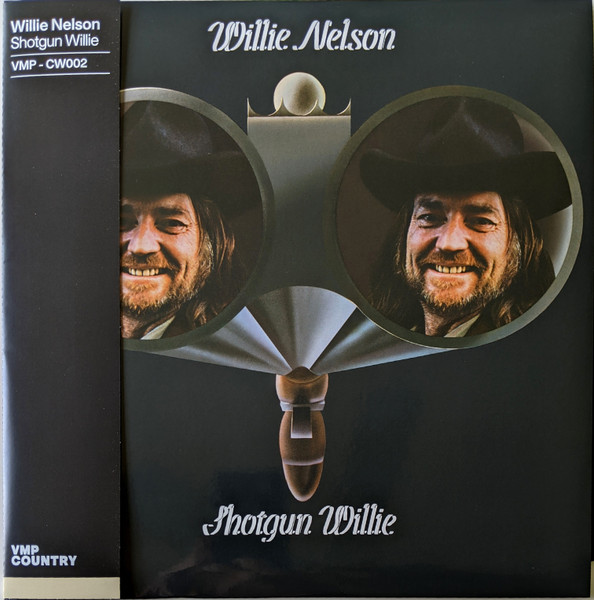 Willie Nelson
Shotgun Willie
VMP - CW002
VMP
COUNTRY
Willie Nelson
Shotgun Willie